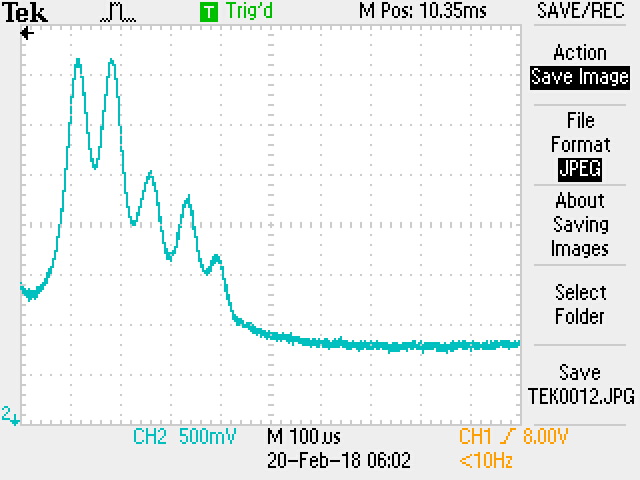 Tek T Trig'd M Pos: 10.35ms SAVE/REC
Action
Save Image
File
Format
JPEG
About
Saving
Images
Select
Folder
Save
TEK0012.JPG
2
CH2 500mV M 100µs CH1 8.00V
20-Feb-18 06:02 <10Hz